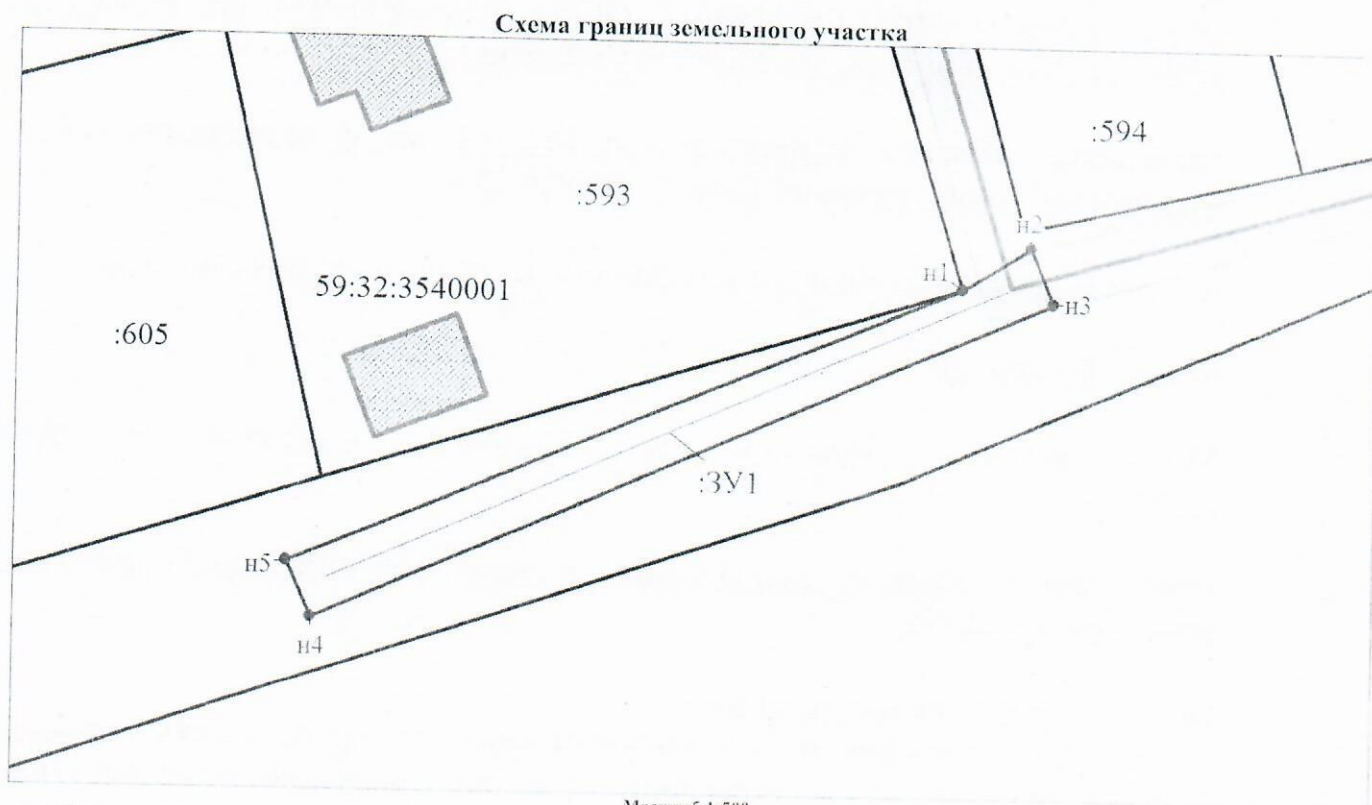 Схема границ земельного участка
:594
:593
н2
н1
59:32:3540001
н3
:605
:ЗУ1
н5
н4